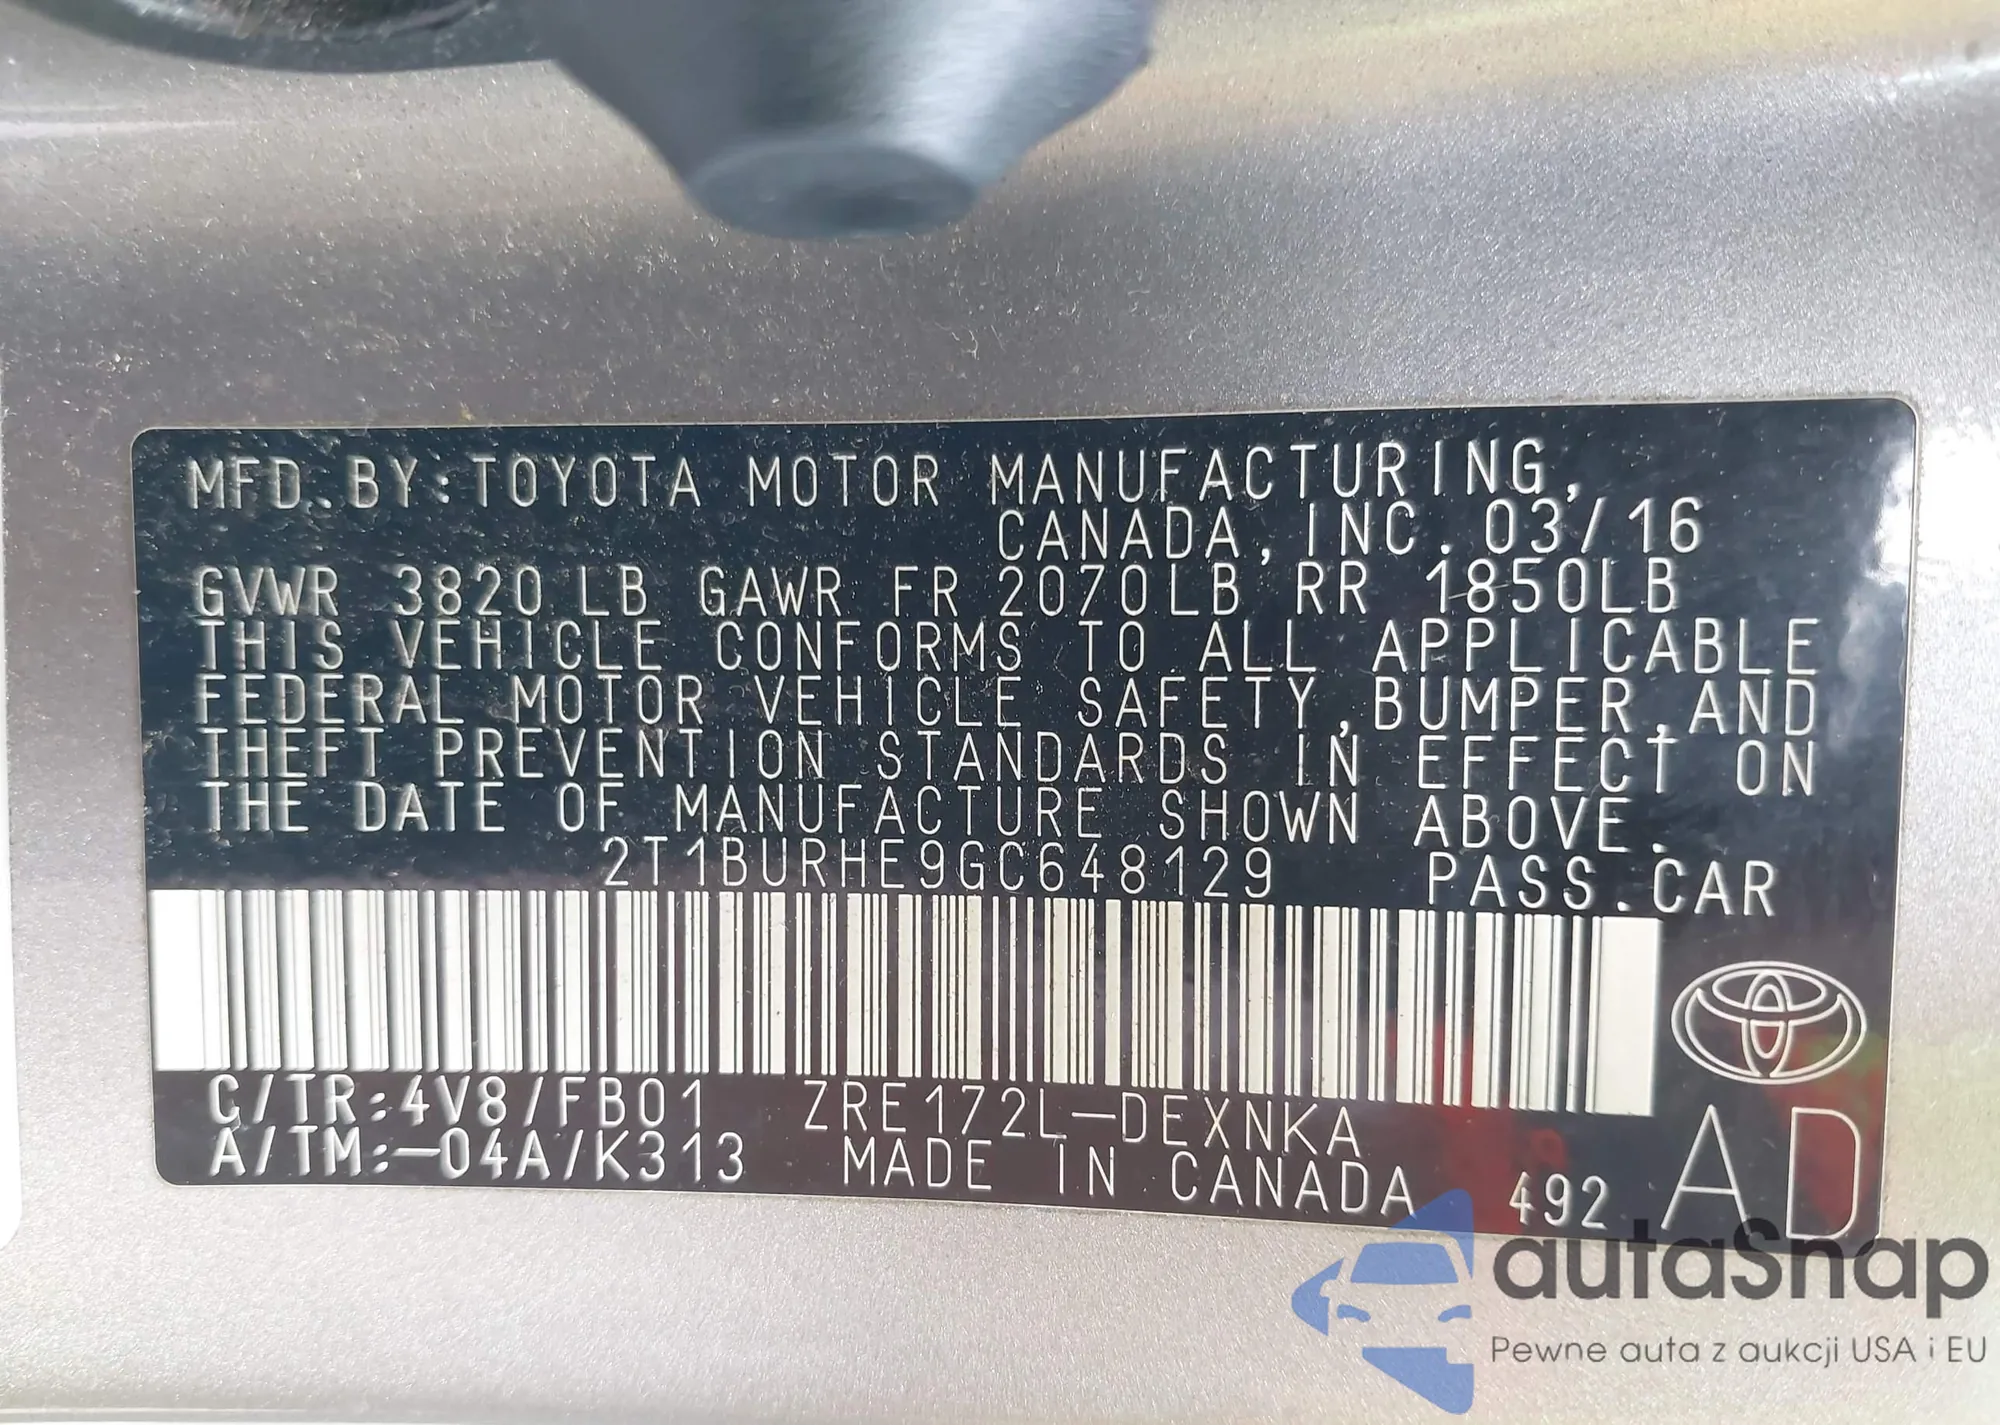 MFD. BY: TOYOTA MOTOR MANUFACTURING,
CANADA, INC. 03/16
GVWR 3820 LB GAWR FR 2070LB RR 1850LB
THIS VEHICLE CONFORMS TO ALL APPLICABLE
FEDERAL MOTOR VEHICLE SAFETY, BUMPER, AND
THEFT PREVENTION STANDARDS IN EFFECT ON
THE DATE OF MANUFACTURE SHOWN ABOVE.
2T1BURHE9GC648129 PASS. CAR
C/TR: 4V8/FB01 ZRE172L-DEXNKA
A/TM:-04A/K313 MADE IN CANADA 492 AD
autaSnap
Pewne auta z aukcji USA i EU